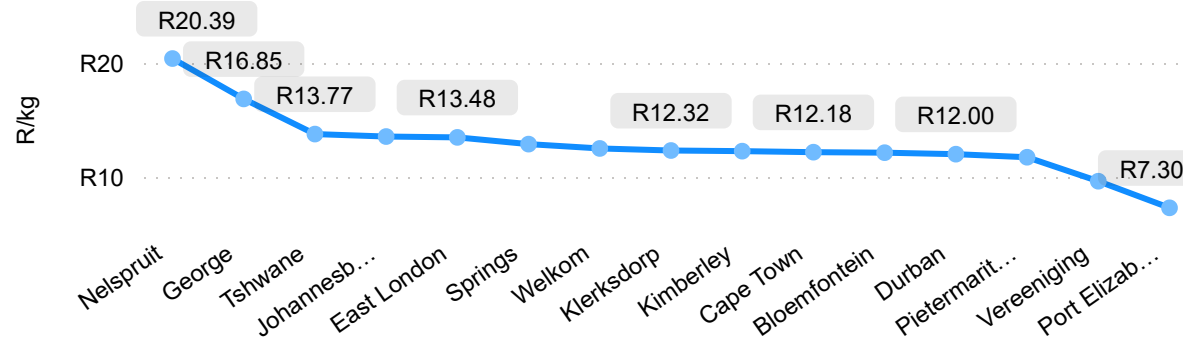 R20.39
R20
R16.85
R13.77
R13.48
R12.32
R12.18
R12.00
R/kg
R10
R7.30
Nelspruit
George
Tshwane
Johannesb…
East London
Springs
Welkom
Klerksdorp
Kimberley
Cape Town
Bloemfontein
Durban
Pietermarit…
Vereeniging
Port Elizab…